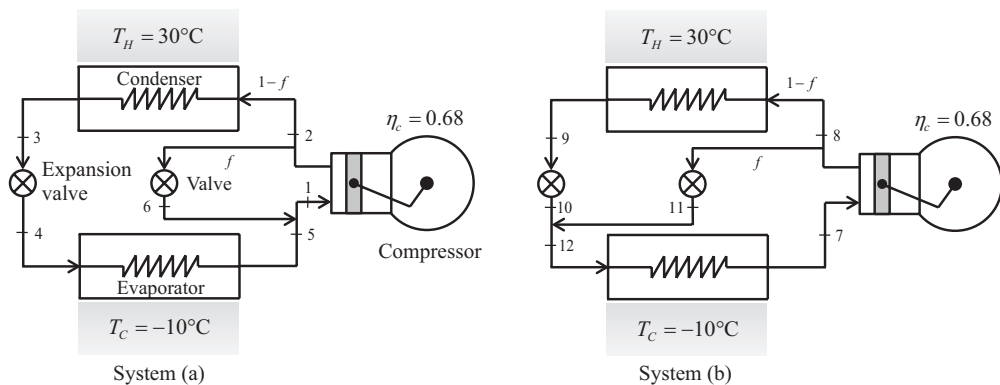 T_H = 30°C
Condenser
1 − f
3
2
η_c = 0.68
Expansion
valve
f
Valve
1
6
4
5
Compressor
Evaporator
T_C = −10°C
System (a)
T_H = 30°C
1 − f
9
8
η_c = 0.68
f
10
11
12
7
T_C = −10°C
System (b)